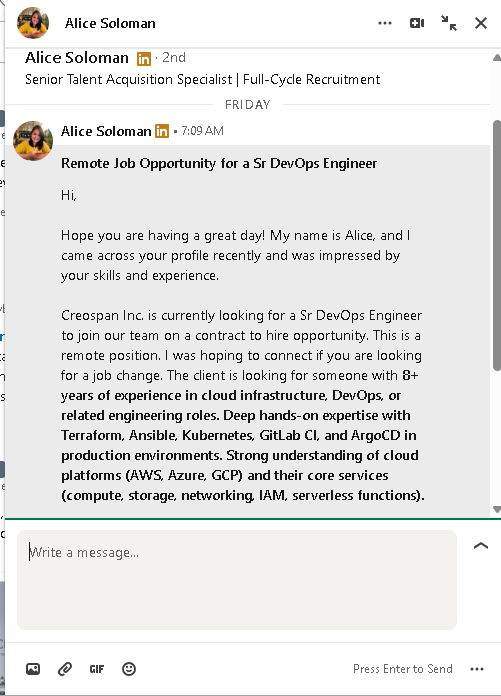 Alice Soloman
Alice Soloman in · 2nd
Senior Talent Acquisition Specialist | Full-Cycle Recruitment
FRIDAY
Alice Soloman in • 7:09 AM
Remote Job Opportunity for a Sr DevOps Engineer
Hi,
Hope you are having a great day! My name is Alice, and I
came across your profile recently and was impressed by
your skills and experience.
Creospan Inc. is currently looking for a Sr DevOps Engineer
to join our team on a contract to hire opportunity. This is a
remote position. I was hoping to connect if you are looking
for a job change. The client is looking for someone with 8+
years of experience in cloud infrastructure, DevOps, or
related engineering roles. Deep hands-on expertise with
Terraform, Ansible, Kubernetes, GitLab CI, and ArgoCD in
production environments. Strong understanding of cloud
platforms (AWS, Azure, GCP) and their core services
(compute, storage, networking, IAM, serverless functions).
Write a message...
GIF
Press Enter to Send